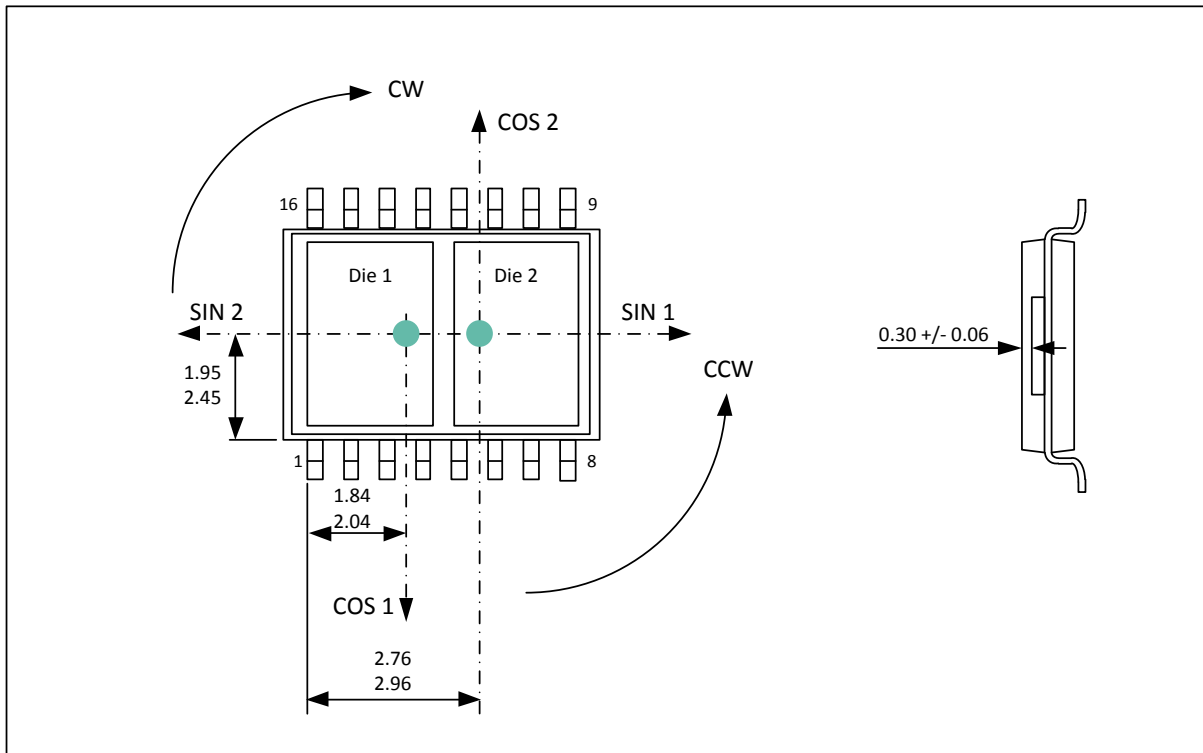 CW
COS 2
16
9
Die 1
Die 2
SIN 2
SIN 1
0.30 +/- 0.06
1.95
2.45
CCW
1
8
1.84
2.04
COS 1
2.76
2.96